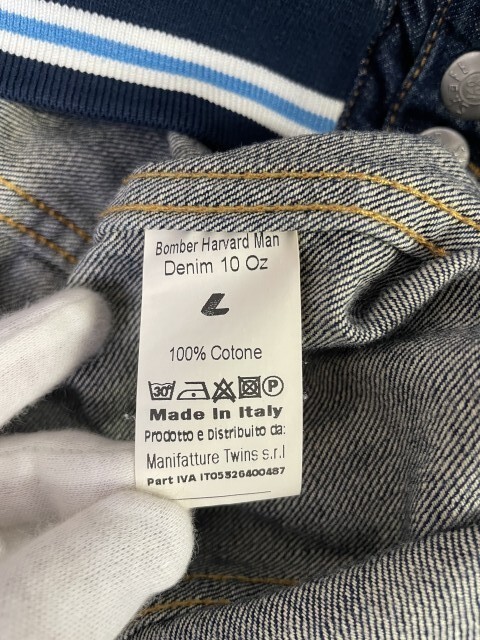 Bomber Harvard Man
Denim 10 Oz
L
100% Cotone
30°
P
Made In Italy
Prodotto e Distribuito da:
Manifatture Twins s.r.l
Part IVA IT05326400487